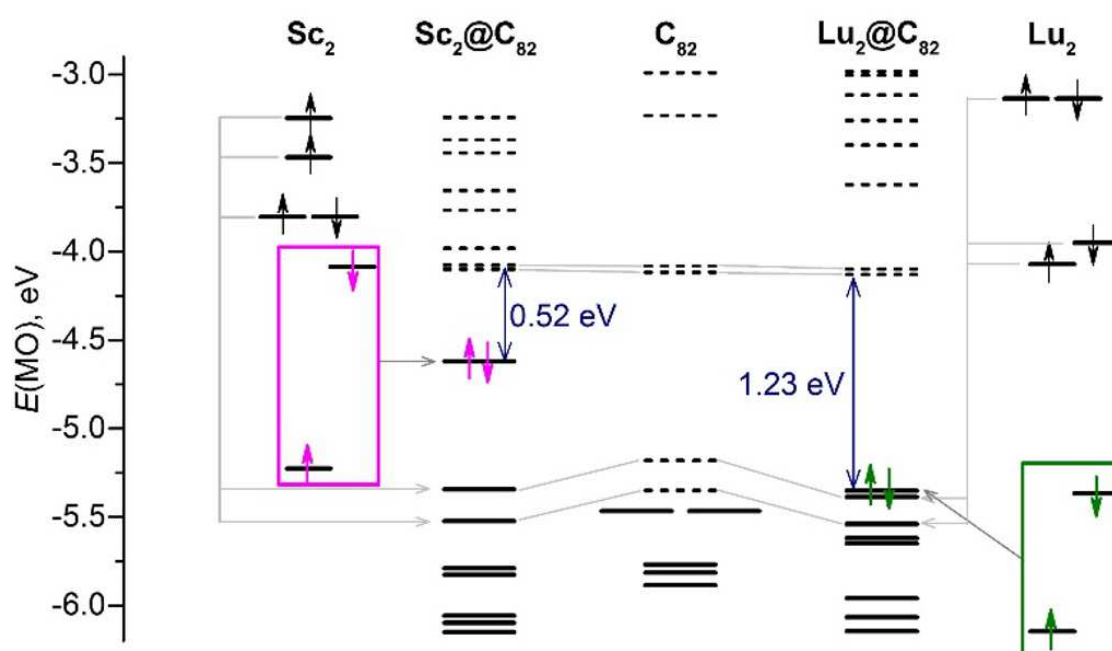 Sc₂ Sc₂@C₈₂ C₈₂ Lu₂@C₈₂ Lu₂
-3.0
-3.5
-4.0
0.52 eV
-4.5
1.23 eV
-5.0
-5.5
-6.0
E(MO), eV